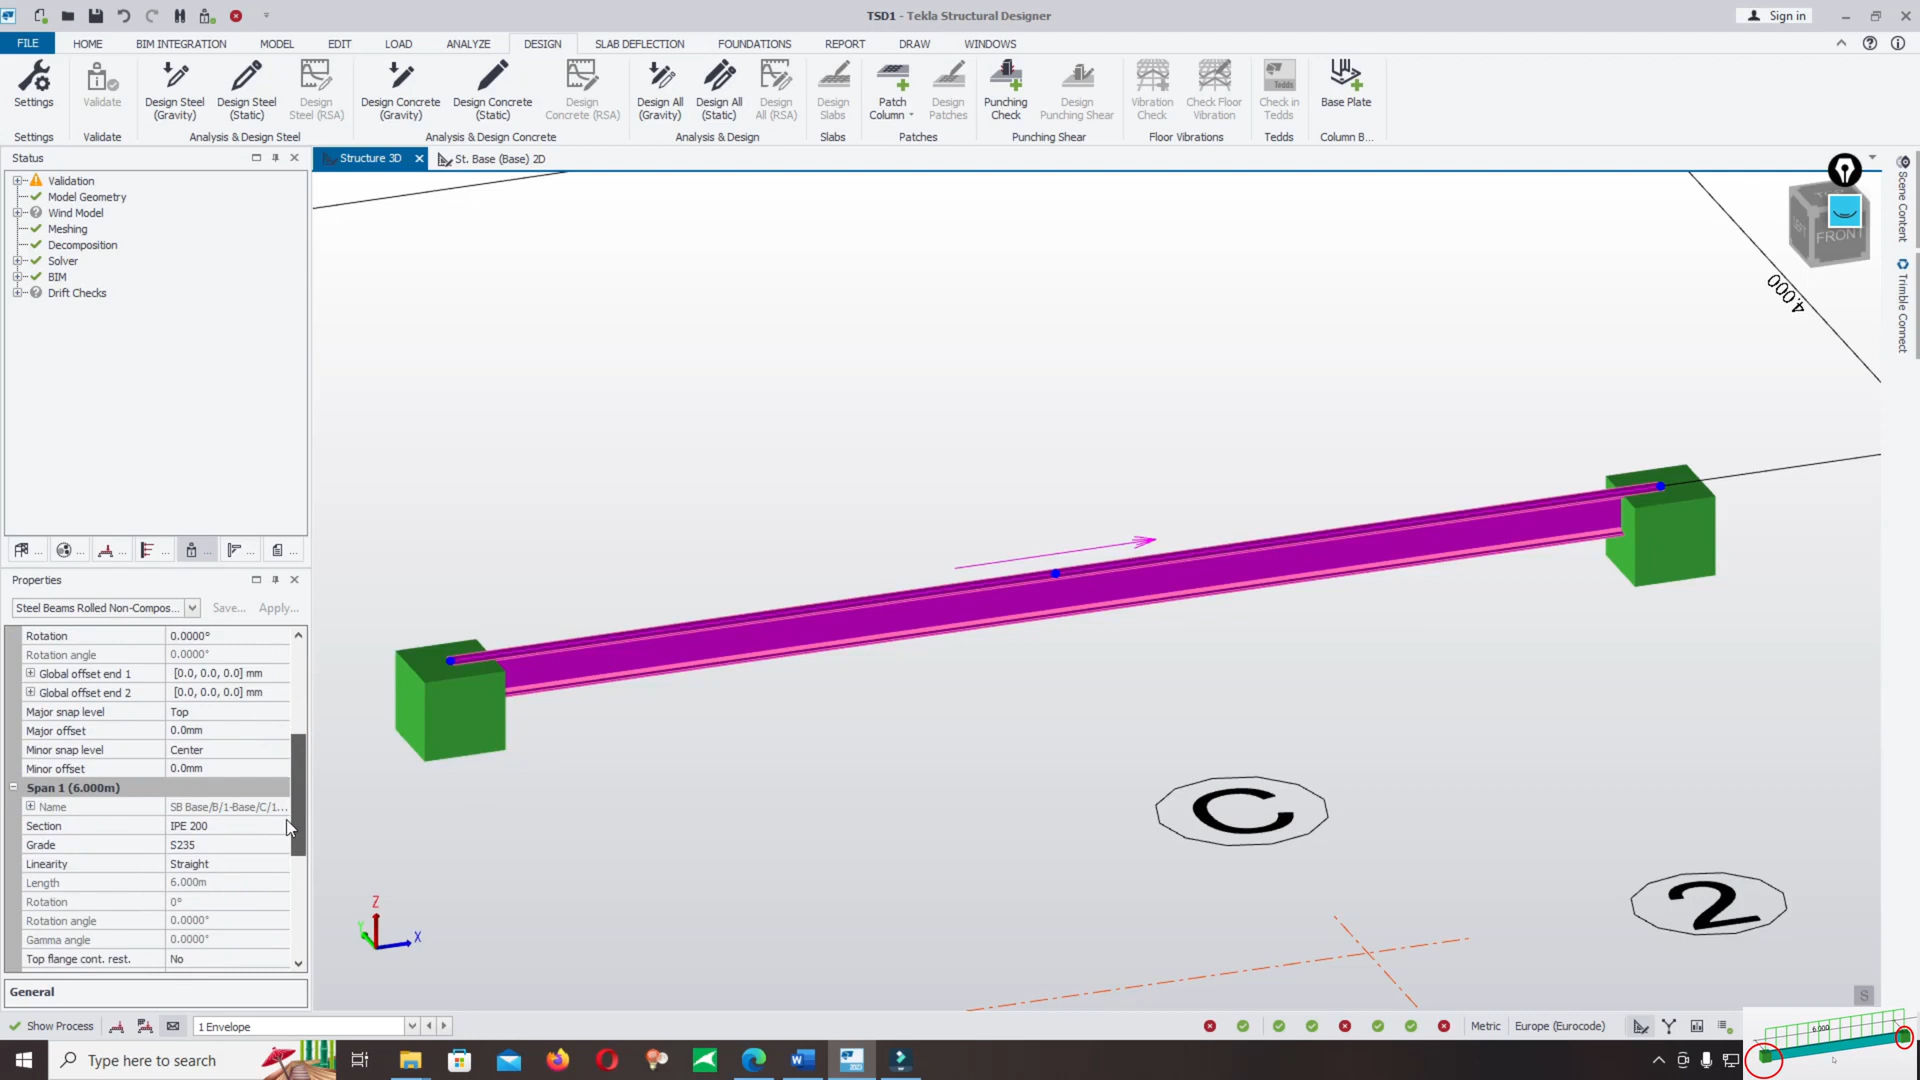 TSD1 - Tekla Structural Designer
Sign in
FILE
HOME
BIM INTEGRATION
MODEL
EDIT
LOAD
ANALYZE
DESIGN
SLAB DEFLECTION
FOUNDATIONS
REPORT
DRAW
WINDOWS
Settings
Validate
Design Steel (Gravity)
Design Steel (Static)
Design Steel (RSA)
Design Concrete (Gravity)
Design Concrete (Static)
Design Concrete (RSA)
Design All (Gravity)
Design All (Static)
Design All (RSA)
Design Slabs
Patch Column
Design Patches
Punching Check
Design Punching Shear
Vibration Check
Check Floor Vibration
Tedds
Check in Tedds
Base Plate
Settings
Validate
Analysis & Design Steel
Analysis & Design Concrete
Analysis & Design
Slabs
Patches
Punching Shear
Floor Vibrations
Tedds
Column B...
Status
Structure 3D
St. Base (Base) 2D
Validation
Model Geometry
Wind Model
Meshing
Decomposition
Solver
BIM
Drift Checks
Scene Content
Trimble Connect
FRONT
4.000
Properties
Steel Beams Rolled Non-Compos...
Save...
Apply...
Rotation 0.0000°
Rotation angle 0.0000°
Global offset end 1 [0.0, 0.0, 0.0] mm
Global offset end 2 [0.0, 0.0, 0.0] mm
Major snap level Top
Major offset 0.0mm
Minor snap level Center
Minor offset 0.0mm
Span 1 (6.000m)
Name SB Base/B/1-Base/C/1...
Section IPE 200
Grade S235
Linearity Straight
Length 6.000m
Rotation 0°
Rotation angle 0.0000°
Gamma angle 0.0000°
Top flange cont. rest. No
General
C
2
Z
Y
X
S
Show Process
1 Envelope
Metric
Europe (Eurocode)
6.000
Type here to search